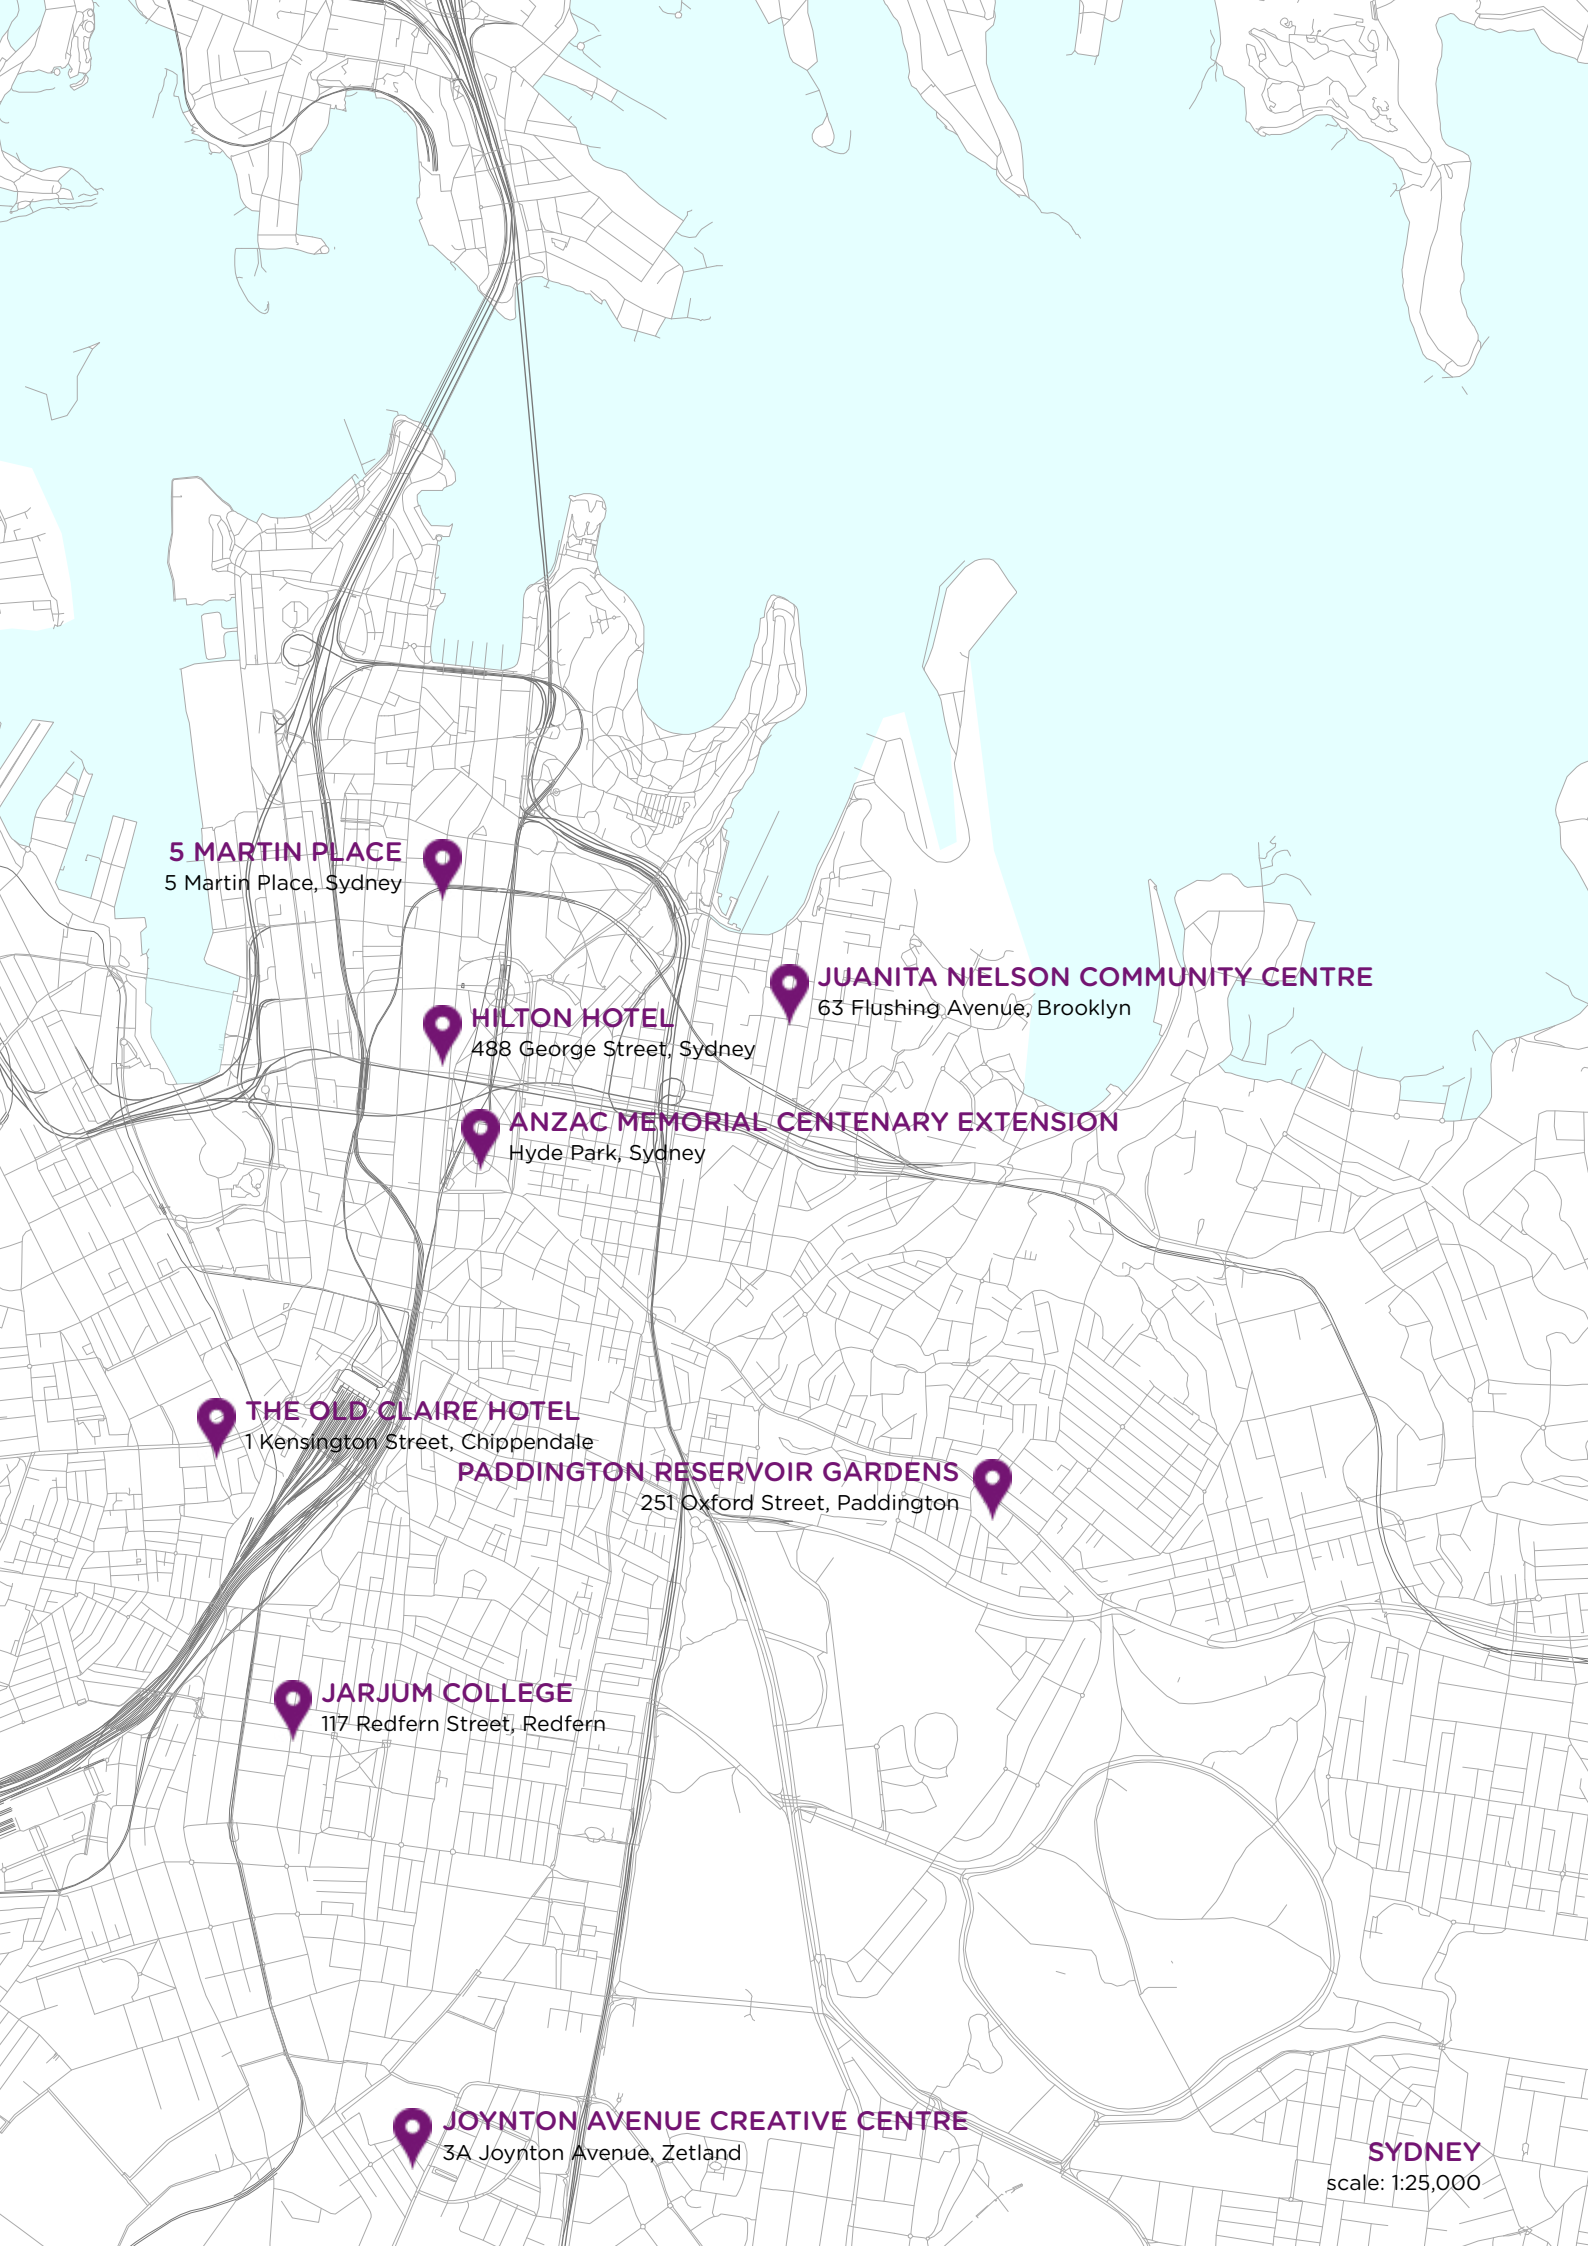 5 MARTIN PLACE
5 Martin Place, Sydney
JUANITA NIELSON COMMUNITY CENTRE
63 Flushing Avenue, Brooklyn
HILTON HOTEL
488 George Street, Sydney
ANZAC MEMORIAL CENTENARY EXTENSION
Hyde Park, Sydney
THE OLD CLAIRE HOTEL
1 Kensington Street, Chippendale
PADDINGTON RESERVOIR GARDENS
251 Oxford Street, Paddington
JARJUM COLLEGE
117 Redfern Street, Redfern
JOYNTON AVENUE CREATIVE CENTRE
3A Joynton Avenue, Zetland
SYDNEY
scale: 1:25,000